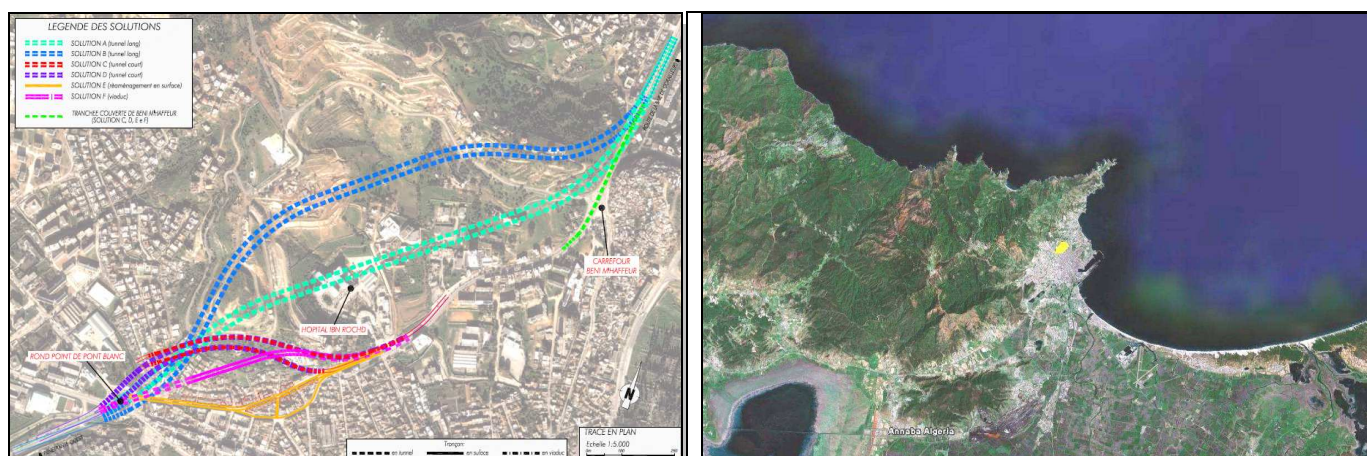 LEGENDE DES SOLUTIONS
SOLUTION A (tunnel long)
SOLUTION B (tunnel long)
SOLUTION C (tunnel court)
SOLUTION D (tunnel court)
SOLUTION E (réaménagement en surface)
SOLUTION F (viaduc)
TRANCHEE COUVERTE DE BENI M'HAFFEUR
(SOLUTION C, D, E e F)
CARREFOUR
BENI M'HAFFEUR
HOPITAL IBN ROCHD
ROND POINT DE PONT BLANC
N
TRACE EN PLAN
Echelle 1:5.000
Tronçon:
en tunnel
en surface
en viaduc
Annaba Algeria